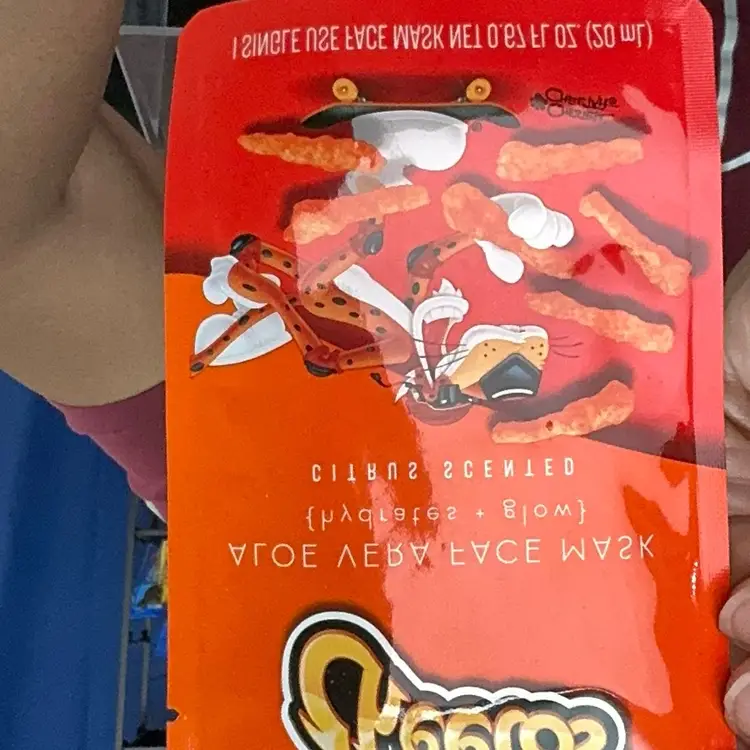 Cheetos
ALOE VERA FACE MASK
{hydrates + glow}
CITRUS SCENTED
1 SINGLE USE FACE MASK NET 0.67 FL OZ. (20 mL)